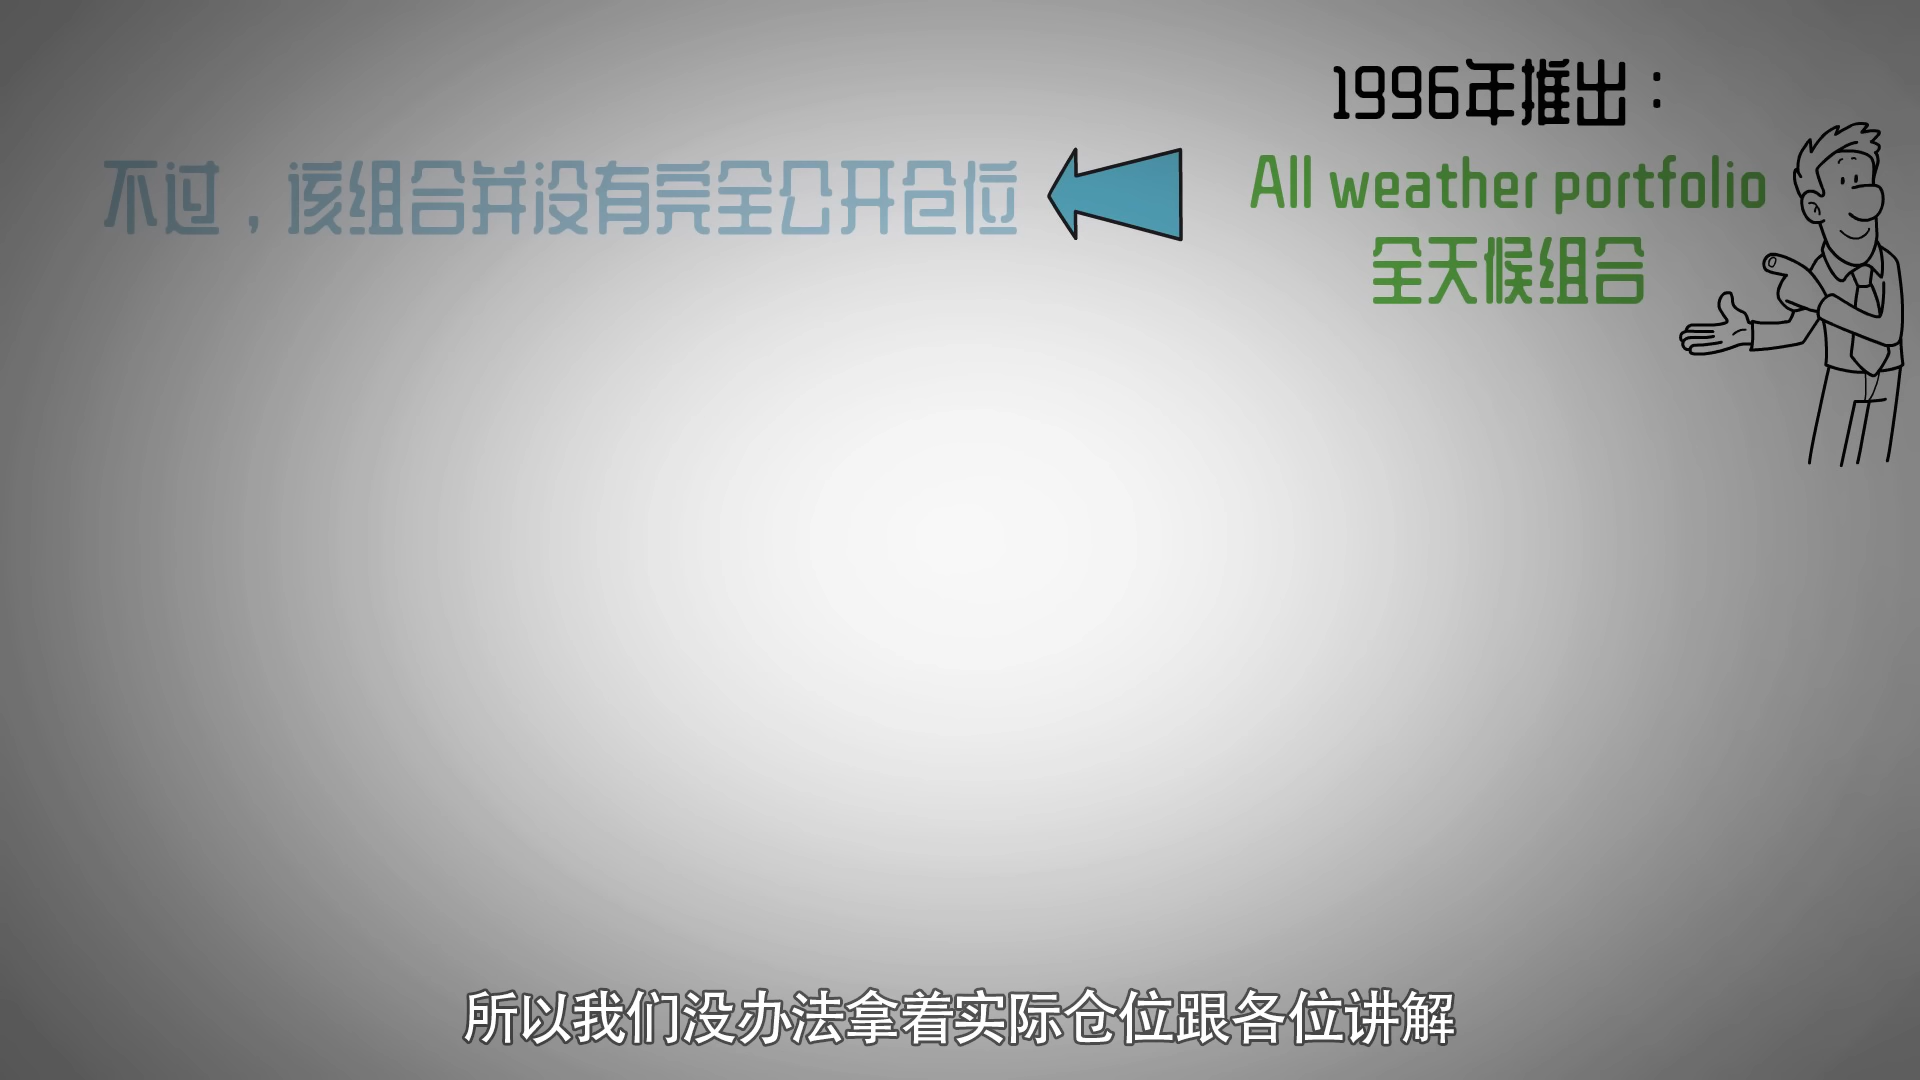 1996年推出：
All weather portfolio
全天候组合
不过，该组合并没有完全公开仓位
所以我们没办法拿着实际仓位跟各位讲解